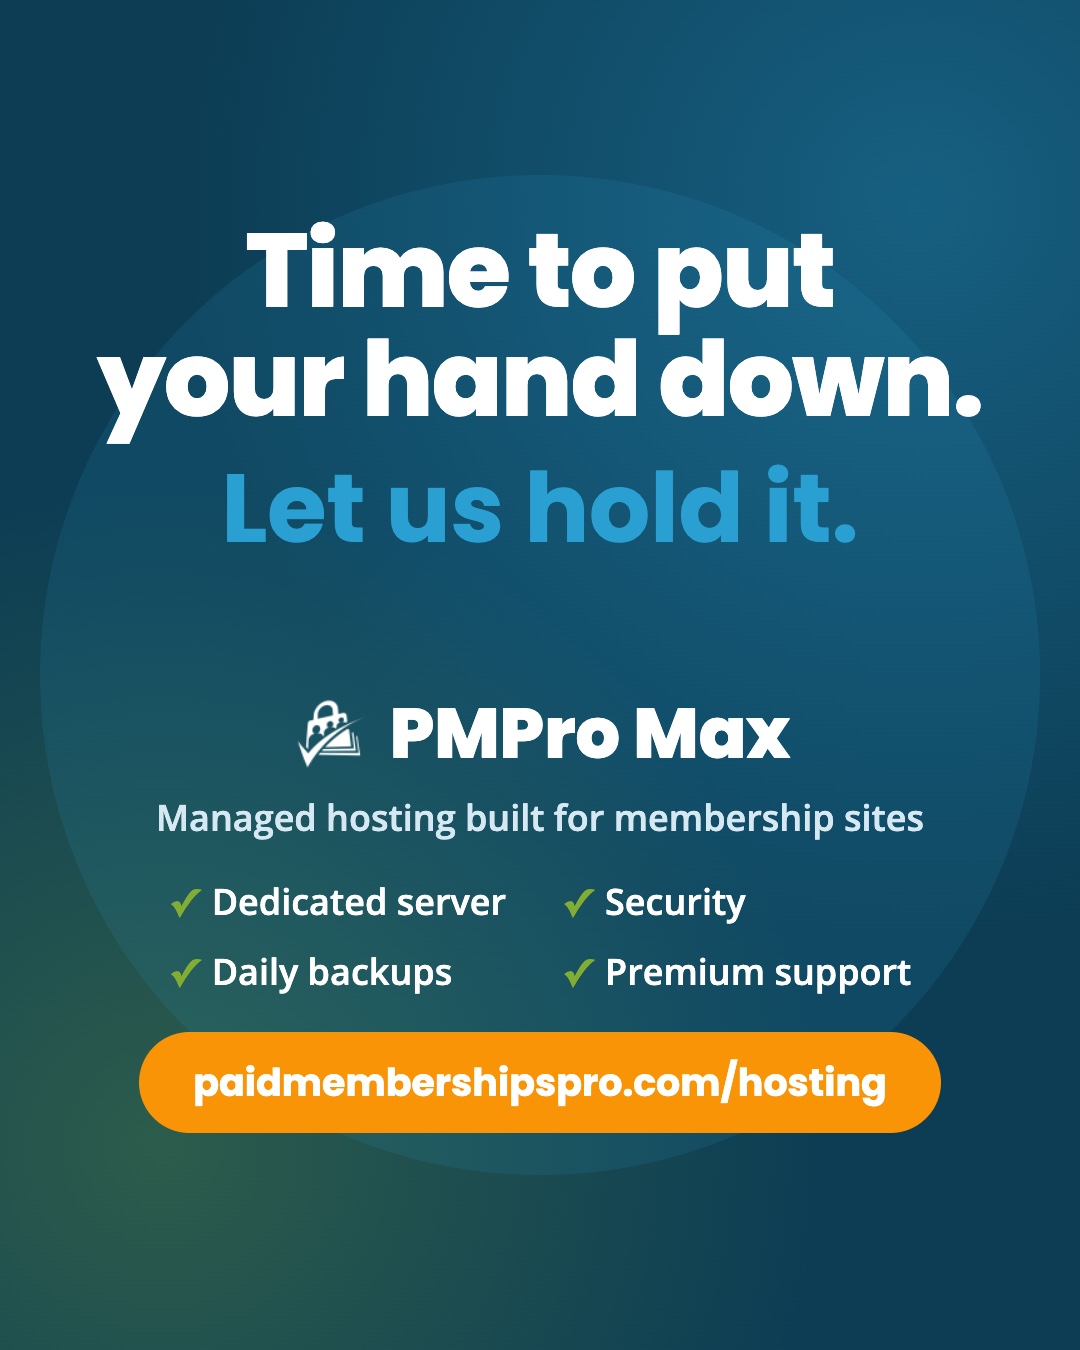 Time to put
your hand down.
Let us hold it.
PMPro Max
Managed hosting built for membership sites
✓ Dedicated server
✓ Security
✓ Daily backups
✓ Premium support
paidmembershipspro.com/hosting